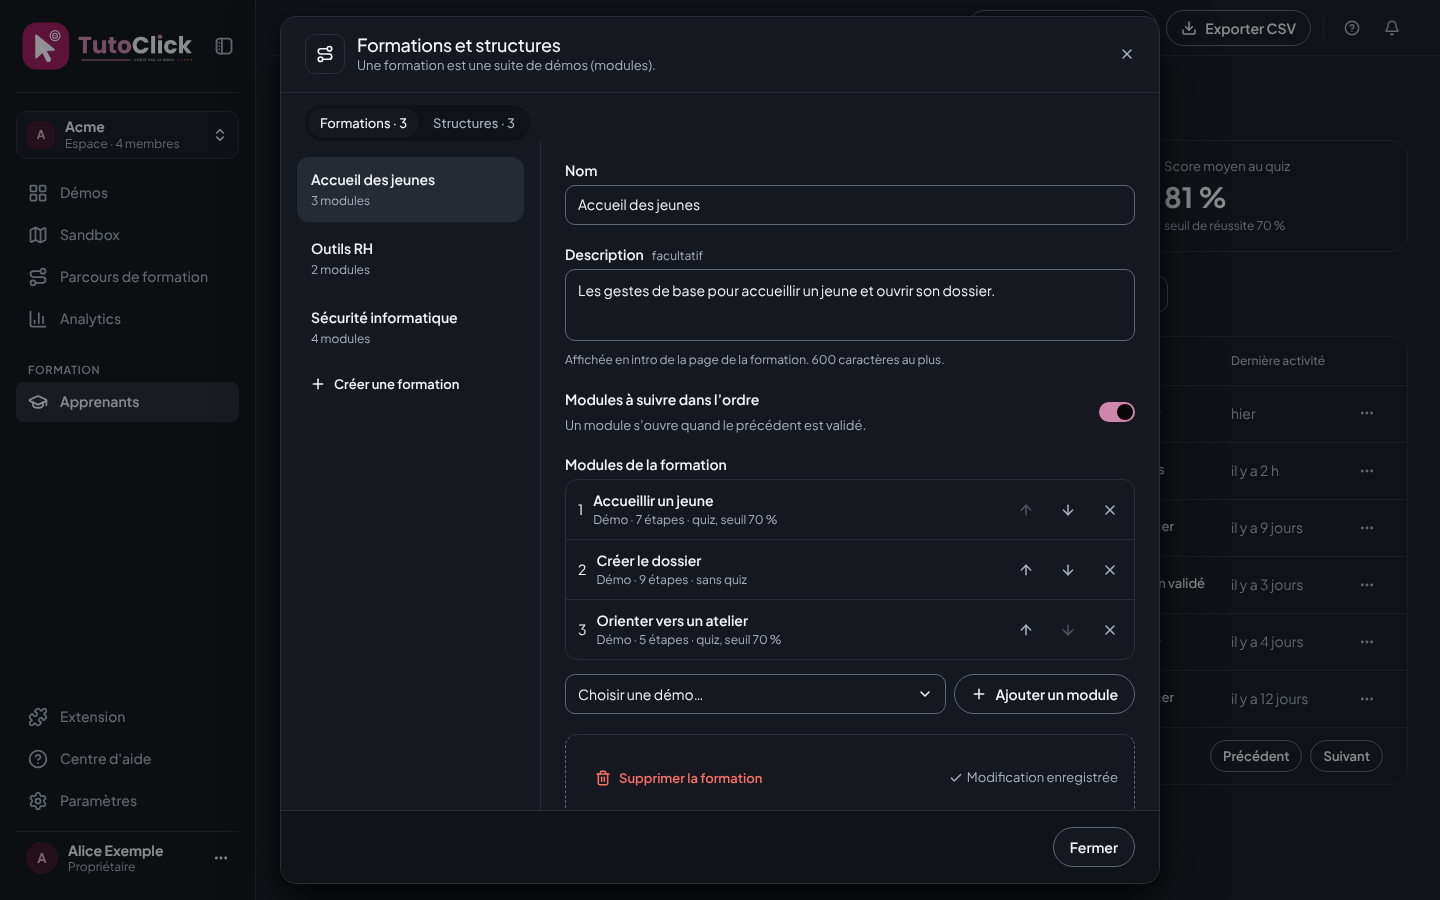 TutoClick
Exporter CSV
Acme
Espace · 4 membres
Démos
Sandbox
Parcours de formation
Analytics
FORMATION
Apprenants
Extension
Centre d'aide
Paramètres
Alice Exemple
Propriétaire
Formations et structures
Une formation est une suite de démos (modules).
Formations · 3
Structures · 3
Accueil des jeunes
3 modules
Outils RH
2 modules
Sécurité informatique
4 modules
Créer une formation
Nom
Accueil des jeunes
Description facultatif
Les gestes de base pour accueillir un jeune et ouvrir son dossier.
Affichée en intro de la page de la formation. 600 caractères au plus.
Modules à suivre dans l’ordre
Un module s’ouvre quand le précédent est validé.
Modules de la formation
1 Accueillir un jeune
Démo · 7 étapes · quiz, seuil 70 %
2 Créer le dossier
Démo · 9 étapes · sans quiz
3 Orienter vers un atelier
Démo · 5 étapes · quiz, seuil 70 %
Choisir une démo…
Ajouter un module
Supprimer la formation
Modification enregistrée
Fermer
Score moyen au quiz
81 %
seuil de réussite 70 %
Dernière activité
hier
il y a 2 h
il y a 9 jours
validé
il y a 3 jours
il y a 4 jours
il y a 12 jours
Précédent
Suivant
A
A